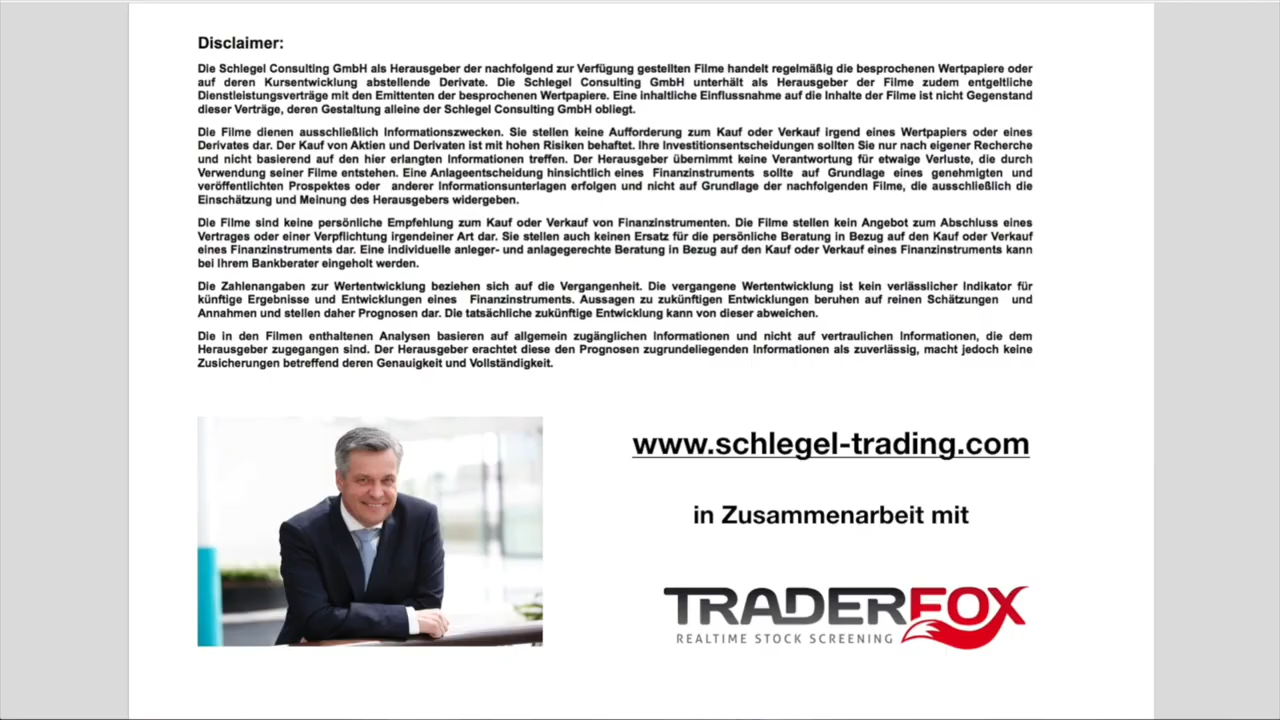 Disclaimer:
Die Schlegel Consulting GmbH als Herausgeber der nachfolgend zur Verfügung gestellten Filme handelt regelmäßig die besprochenen Wertpapiere oder
auf deren Kursentwicklung abstellende Derivate. Die Schlegel Consulting GmbH unterhält als Herausgeber der Filme zudem entgeltliche
Dienstleistungsverträge mit den Emittenten der besprochenen Wertpapiere. Eine inhaltliche Einflussnahme auf die Inhalte der Filme ist nicht Gegenstand
dieser Verträge, deren Gestaltung alleine der Schlegel Consulting GmbH obliegt.
Die Filme dienen ausschließlich Informationszwecken. Sie stellen keine Aufforderung zum Kauf oder Verkauf irgend eines Wertpapiers oder eines
Derivates dar. Der Kauf von Aktien und Derivaten ist mit hohen Risiken behaftet. Ihre Investitionsentscheidungen sollten Sie nur nach eigener Recherche
und nicht basierend auf den hier erlangten Informationen treffen. Der Herausgeber übernimmt keine Verantwortung für etwaige Verluste, die durch
Verwendung seiner Filme entstehen. Eine Anlageentscheidung hinsichtlich eines Finanzinstruments sollte auf Grundlage eines genehmigten und
veröffentlichten Prospektes oder anderer Informationsunterlagen erfolgen und nicht auf Grundlage der nachfolgenden Filme, die ausschließlich die
Einschätzung und Meinung des Herausgebers widergeben.
Die Filme sind keine persönliche Empfehlung zum Kauf oder Verkauf von Finanzinstrumenten. Die Filme stellen kein Angebot zum Abschluss eines
Vertrages oder einer Verpflichtung irgendeiner Art dar. Sie stellen auch keinen Ersatz für die persönliche Beratung in Bezug auf den Kauf oder Verkauf
eines Finanzinstruments dar. Eine individuelle anleger- und anlagegerechte Beratung in Bezug auf den Kauf oder Verkauf eines Finanzinstruments kann
bei Ihrem Bankberater eingeholt werden.
Die Zahlenangaben zur Wertentwicklung beziehen sich auf die Vergangenheit. Die vergangene Wertentwicklung ist kein verlässlicher Indikator für
künftige Ergebnisse und Entwicklungen eines Finanzinstruments. Aussagen zu zukünftigen Entwicklungen beruhen auf reinen Schätzungen und
Annahmen und stellen daher Prognosen dar. Die tatsächliche zukünftige Entwicklung kann von dieser abweichen.
Die in den Filmen enthaltenen Analysen basieren auf allgemein zugänglichen Informationen und nicht auf vertraulichen Informationen, die dem
Herausgeber zugegangen sind. Der Herausgeber erachtet diese den Prognosen zugrundeliegenden Informationen als zuverlässig, macht jedoch keine
Zusicherungen betreffend deren Genauigkeit und Vollständigkeit.
www.schlegel-trading.com
in Zusammenarbeit mit
TRADERFOX
REALTIME STOCK SCREENING